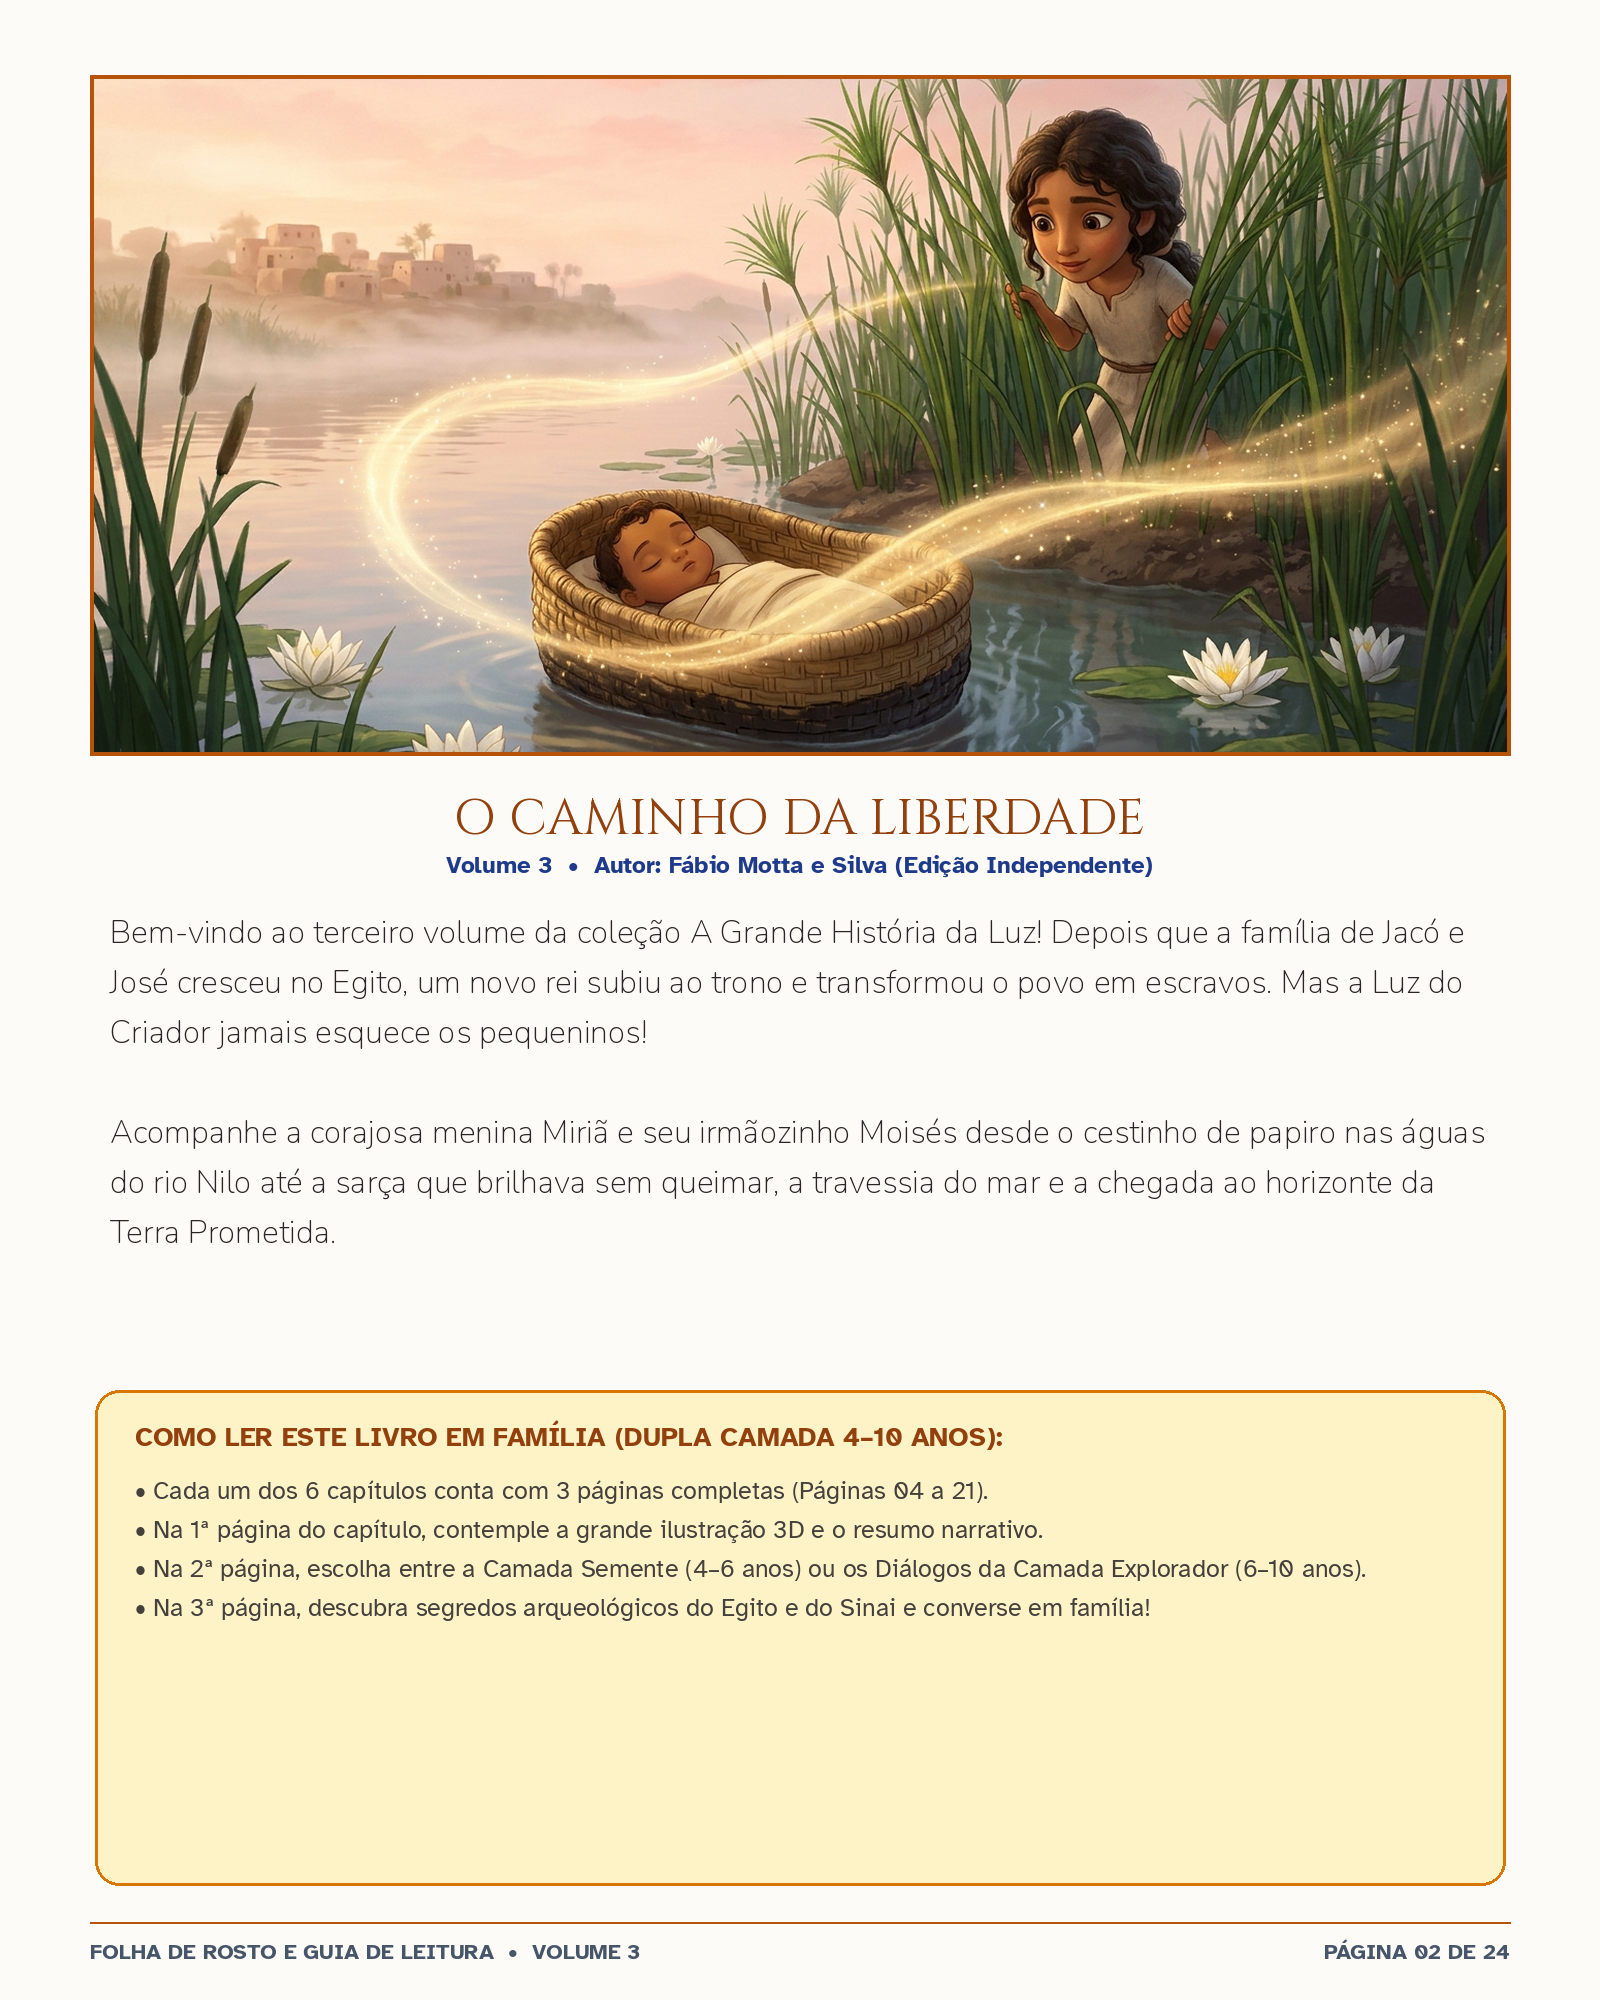 O CAMINHO DA LIBERDADE
Volume 3 • Autor: Fábio Motta e Silva (Edição Independente)
Bem-vindo ao terceiro volume da coleção A Grande História da Luz! Depois que a família de Jacó e
José cresceu no Egito, um novo rei subiu ao trono e transformou o povo em escravos. Mas a Luz do
Criador jamais esquece os pequeninos!
Acompanhe a corajosa menina Miriã e seu irmãozinho Moisés desde o cestinho de papiro nas águas
do rio Nilo até a sarça que brilhava sem queimar, a travessia do mar e a chegada ao horizonte da
Terra Prometida.
COMO LER ESTE LIVRO EM FAMÍLIA (DUPLA CAMADA 4–10 ANOS):
• Cada um dos 6 capítulos conta com 3 páginas completas (Páginas 04 a 21).
• Na 1ª página do capítulo, contemple a grande ilustração 3D e o resumo narrativo.
• Na 2ª página, escolha entre a Camada Semente (4–6 anos) ou os Diálogos da Camada Explorador (6–10 anos).
• Na 3ª página, descubra segredos arqueológicos do Egito e do Sinai e converse em família!
FOLHA DE ROSTO E GUIA DE LEITURA • VOLUME 3
PÁGINA 02 DE 24